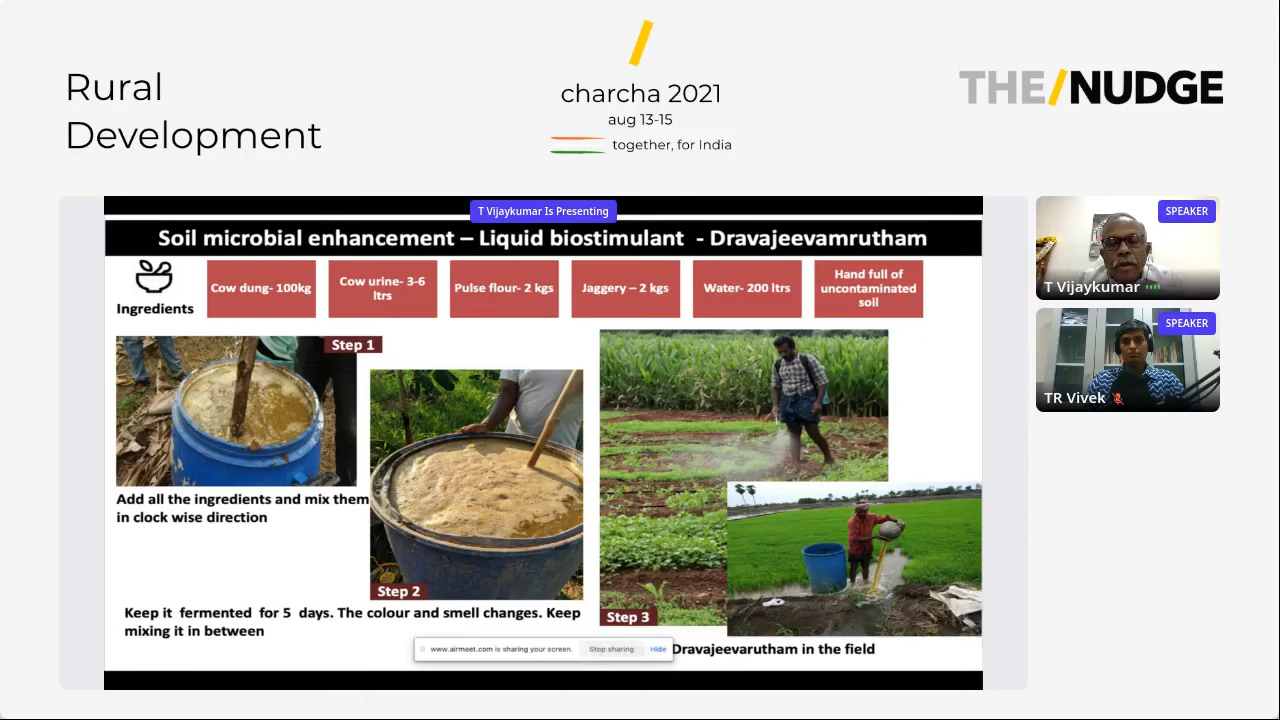 Rural
Development
charcha 2021
aug 13-15
together, for India
THE/NUDGE
T Vijaykumar Is Presenting
Soil microbial enhancement – Liquid biostimulant - Dravajeevamrutham
Ingredients
Cow dung- 100kg
Cow urine- 3-6
ltrs
Pulse flour- 2 kgs
Jaggery – 2 kgs
Water- 200 ltrs
Hand full of
uncontaminated
soil
Step 1
Add all the ingredients and mix them
in clock wise direction
Step 2
Keep it fermented for 5 days. The colour and smell changes. Keep
mixing it in between
Step 3
Dravajeevarutham in the field
www.airmeet.com is sharing your screen.
Stop sharing
Hide
SPEAKER
T Vijaykumar
SPEAKER
TR Vivek